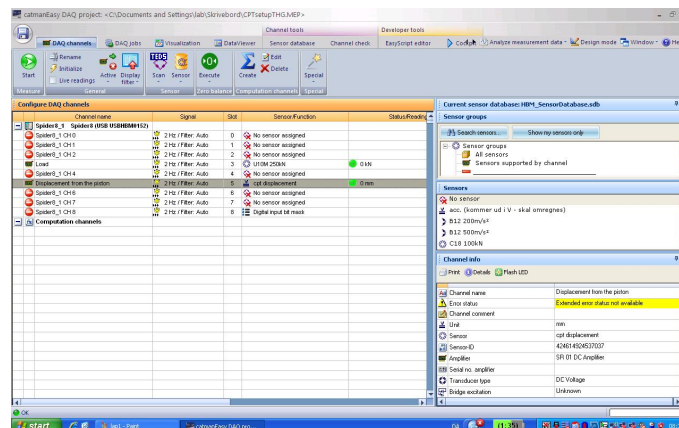 catmanEasy DAQ project: <C:\Documents and Settings\lab\Skrivebord\CPTsetupTHG.MEP>
Channel tools
Developer tools
DAQ channels
DAQ jobs
Visualization
DataViewer
Sensor database
Channel check
EasyScript editor
Analyze measurement data
Design mode
Window
Start
Rename
Initialize
Live readings
Active
Display filter
TEDS
Scan
Sensor
Execute
Create
Edit
Delete
Special
Measure
General
Sensor
Zero balance
Computation channels
Special
Configure DAQ channels
Channel name Signal Slot Sensor/Function Status/Reading
Spider8_1 Spider8 (USB USBHBM#152)
Spider8_1 CH 0 2 Hz / Filter: Auto 0 No sensor assigned
Spider8_1 CH 1 2 Hz / Filter: Auto 1 No sensor assigned
Spider8_1 CH 2 2 Hz / Filter: Auto 2 No sensor assigned
Load 2 Hz / Filter: Auto 3 U10M 250kN 0 kN
Spider8_1 CH 4 2 Hz / Filter: Auto 4 No sensor assigned
Displacement from the piston 2 Hz / Filter: Auto 5 cpt displacement 0 mm
Spider8_1 CH 6 2 Hz / Filter: Auto 6 No sensor assigned
Spider8_1 CH 7 2 Hz / Filter: Auto 7 No sensor assigned
Spider8_1 CH 8 2 Hz / Filter: Auto 8 Digital input bit mask
Computation channels
Current sensor database: HBM_SensorDatabase.sdb
Sensor groups
Search sensors...
Show my sensors only
Sensor groups
All sensors
Sensors supported by channel
Sensors
No sensor
acc. (kommer ud i V - skal omregnes)
B12 200m/s²
B12 500m/s²
C18 100kN
Channel info
Print Details Flash LED
Channel name Displacement from the piston
Error status Extended error status not available
Channel comment
Unit mm
Sensor cpt displacement
Sensor-ID 424614924537037
Amplifier SR 01 DC Amplifier
Serial no. amplifier
Transducer type DC Voltage
Bridge excitation Unknown
OK
start
lap1 - Paint
catmanEasy DAQ pro...
DA
(1:35)